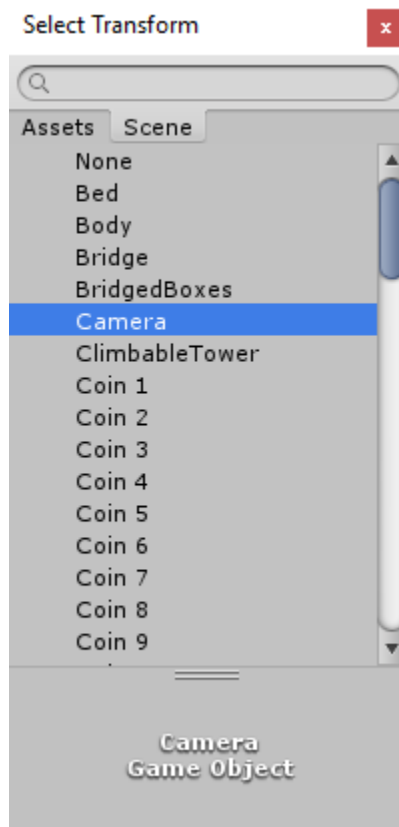 Select Transform
x
Assets Scene
None
Bed
Body
Bridge
BridgedBoxes
Camera
ClimbableTower
Coin 1
Coin 2
Coin 3
Coin 4
Coin 5
Coin 6
Coin 7
Coin 8
Coin 9
Camera
Game Object